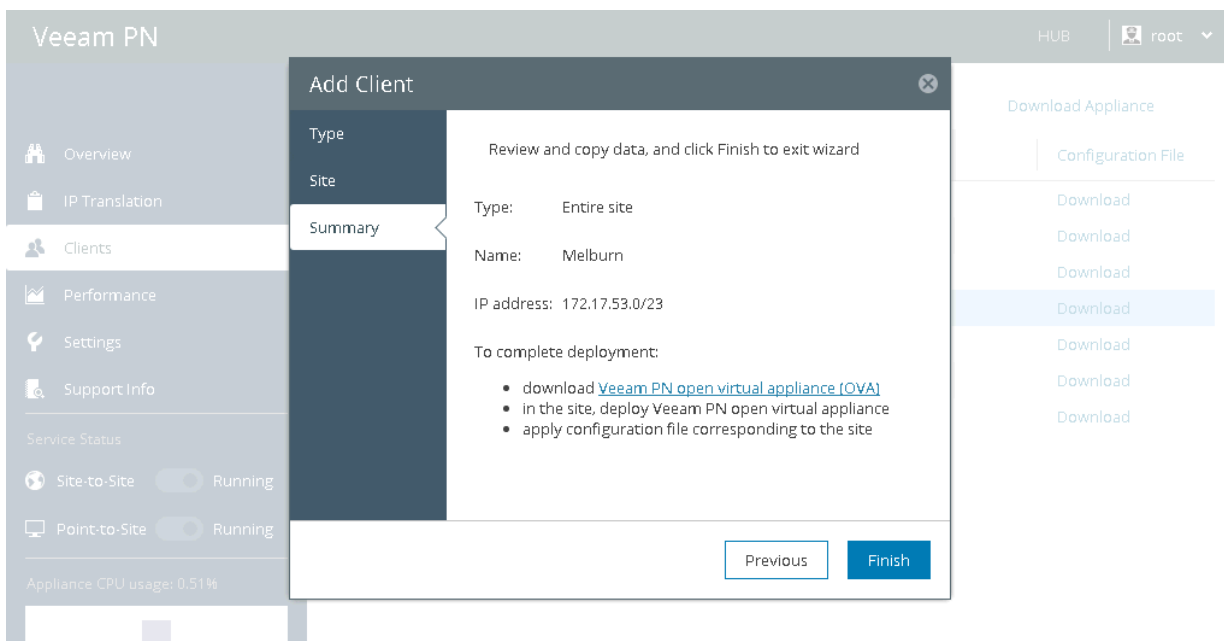 Veeam PN
HUB
root
Download Appliance
Overview
IP Translation
Clients
Performance
Settings
Support Info
Service Status
Site-to-Site Running
Point-to-Site Running
Appliance CPU usage: 0.51%
Add Client
Type
Site
Summary
Review and copy data, and click Finish to exit wizard
Type: Entire site
Name: Melburn
IP address: 172.17.53.0/23
To complete deployment:
• download Veeam PN open virtual appliance (OVA)
• in the site, deploy Veeam PN open virtual appliance
• apply configuration file corresponding to the site
Previous
Finish
Configuration File
Download
Download
Download
Download
Download
Download
Download